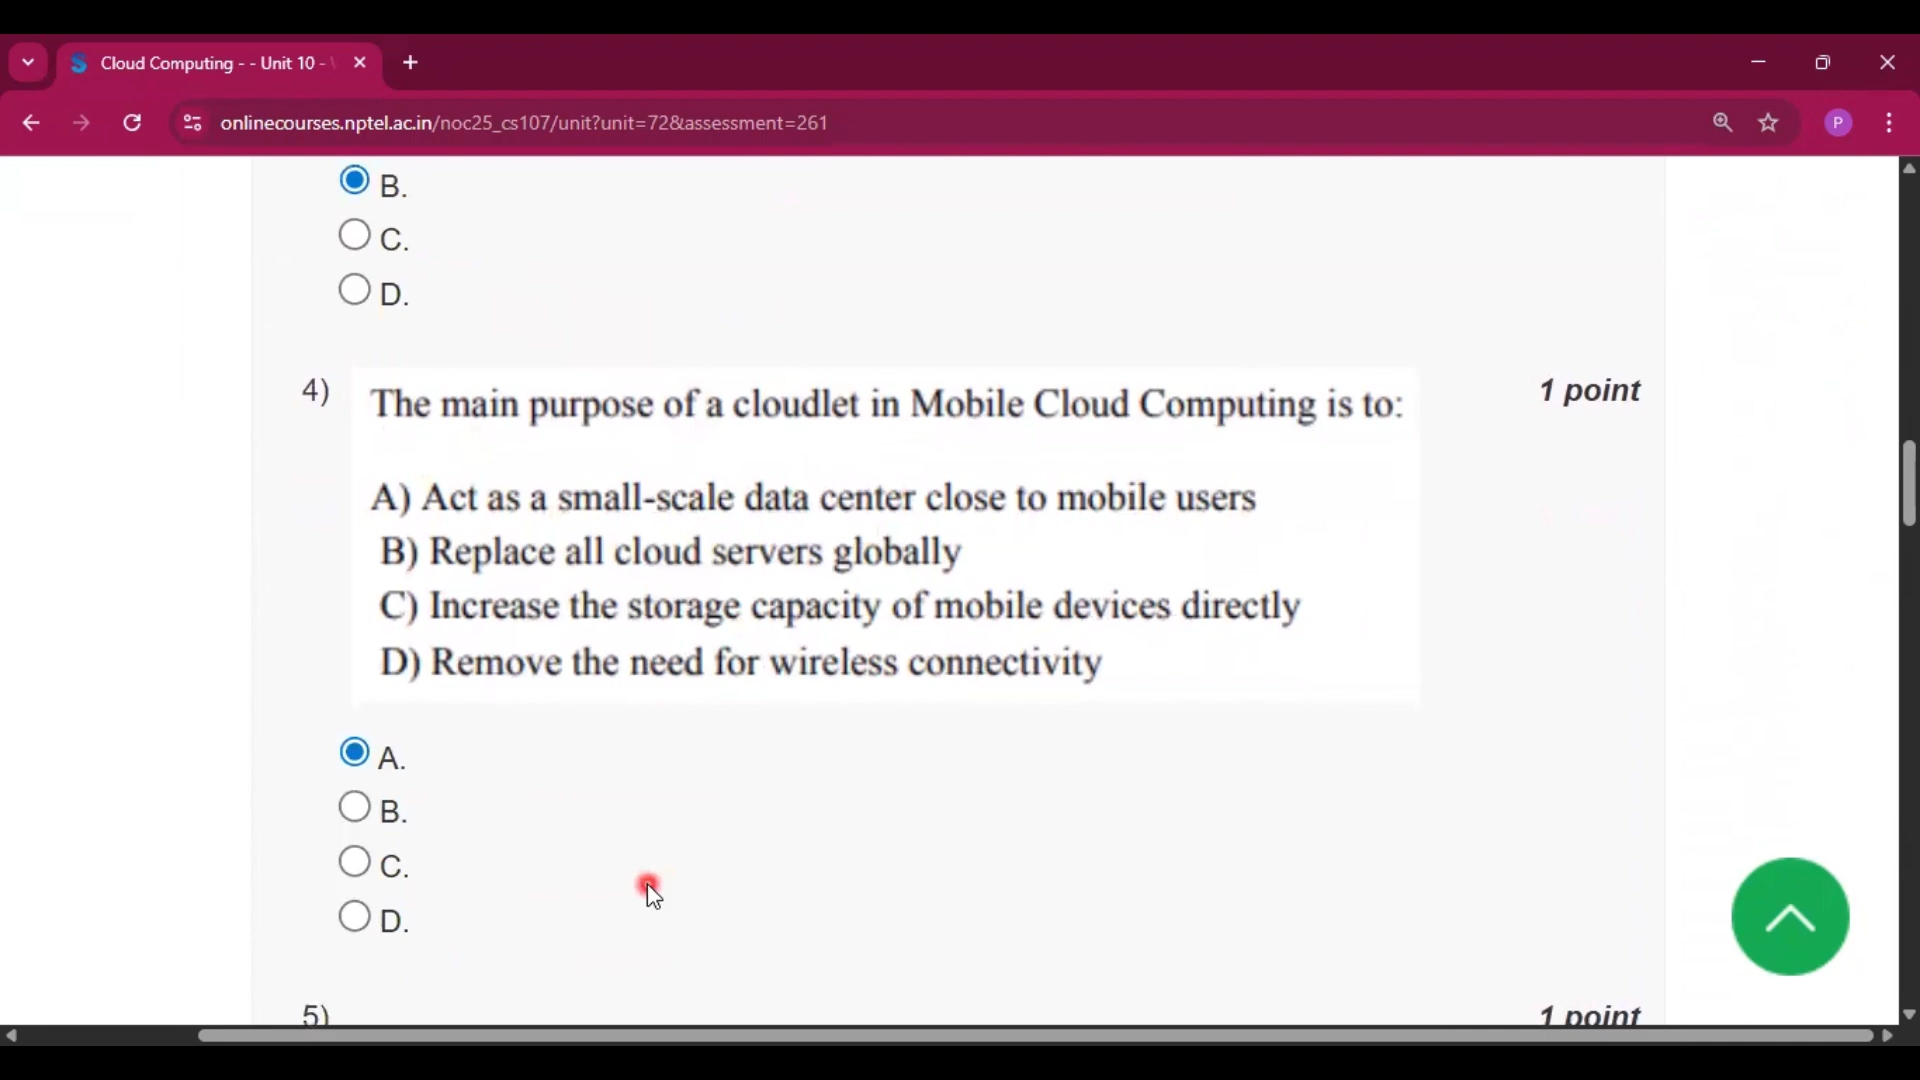 Cloud Computing - - Unit 10 -
onlinecourses.nptel.ac.in/noc25_cs107/unit?unit=72&assessment=261
P
B.
C.
D.
4) The main purpose of a cloudlet in Mobile Cloud Computing is to: 1 point
A) Act as a small-scale data center close to mobile users
B) Replace all cloud servers globally
C) Increase the storage capacity of mobile devices directly
D) Remove the need for wireless connectivity
A.
B.
C.
D.
5) 1 point